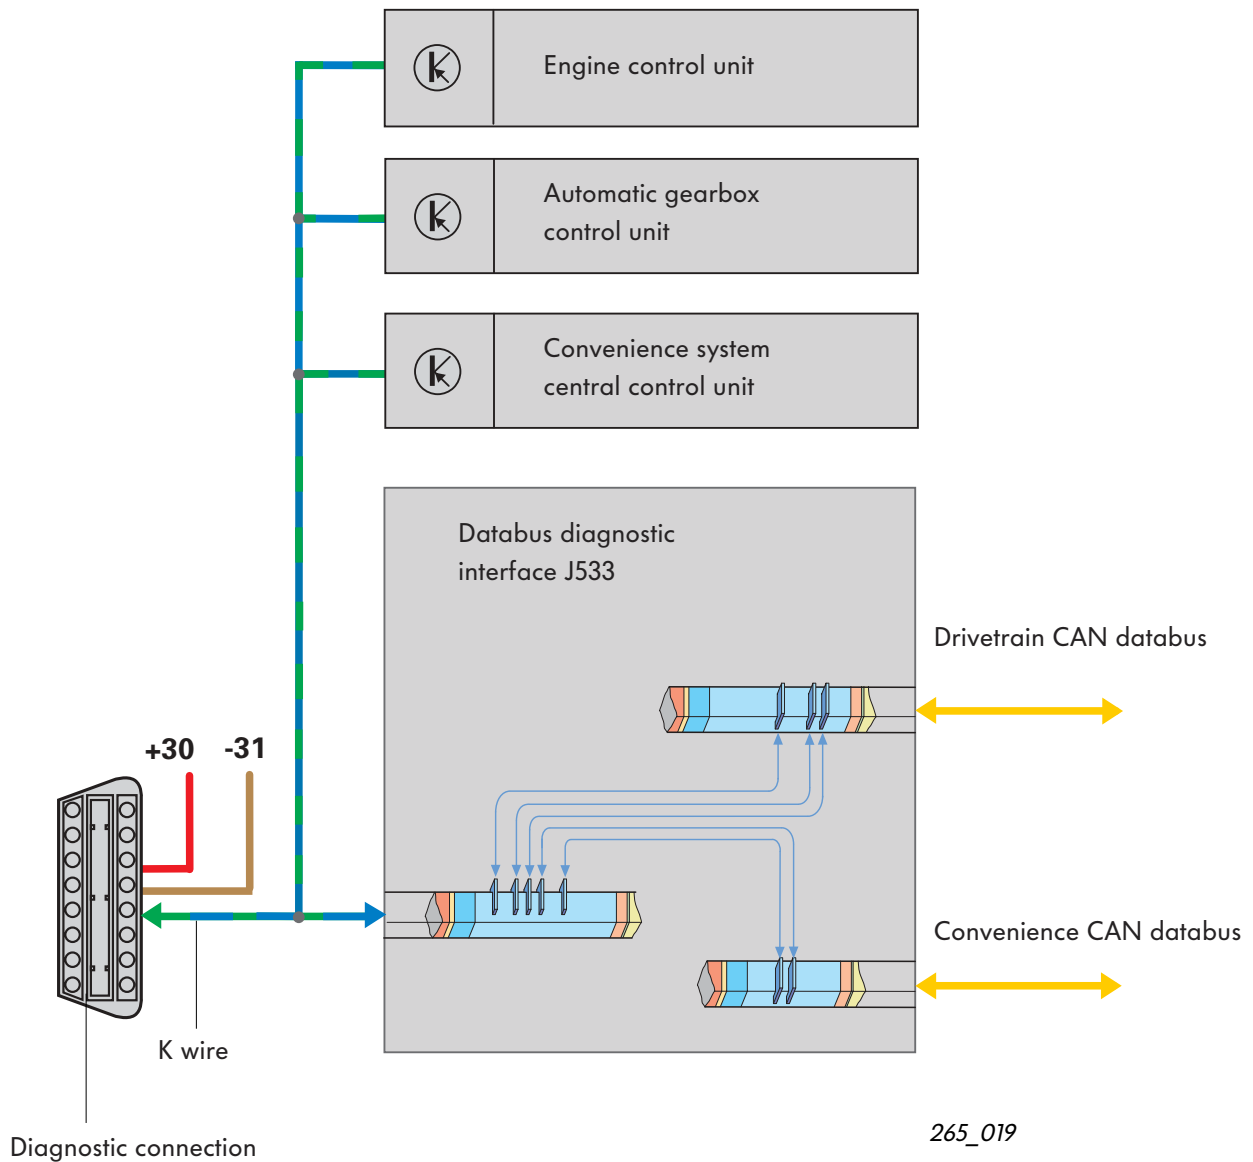 Engine control unit
Automatic gearbox
control unit
Convenience system
central control unit
Databus diagnostic
interface J533
Drivetrain CAN databus
+30 -31
Convenience CAN databus
K wire
265_019
Diagnostic connection